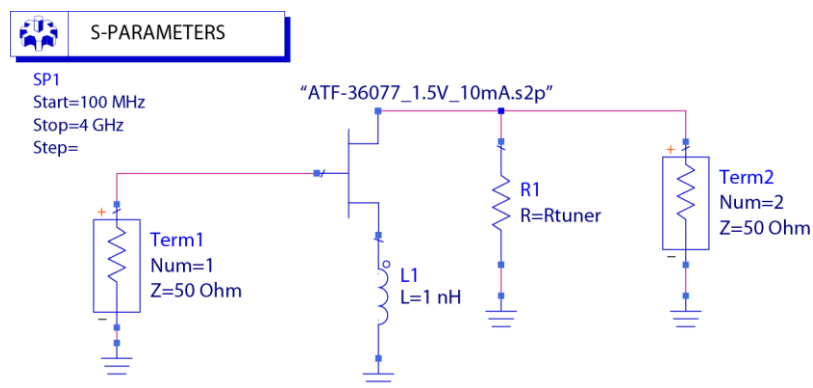 S-PARAMETERS
SP1
Start=100 MHz
Stop=4 GHz
Step=
“ATF-36077_1.5V_10mA.s2p”
+
Term1
Num=1
Z=50 Ohm
−
L1
L=1 nH
R1
R=Rtuner
+
Term2
Num=2
Z=50 Ohm
−